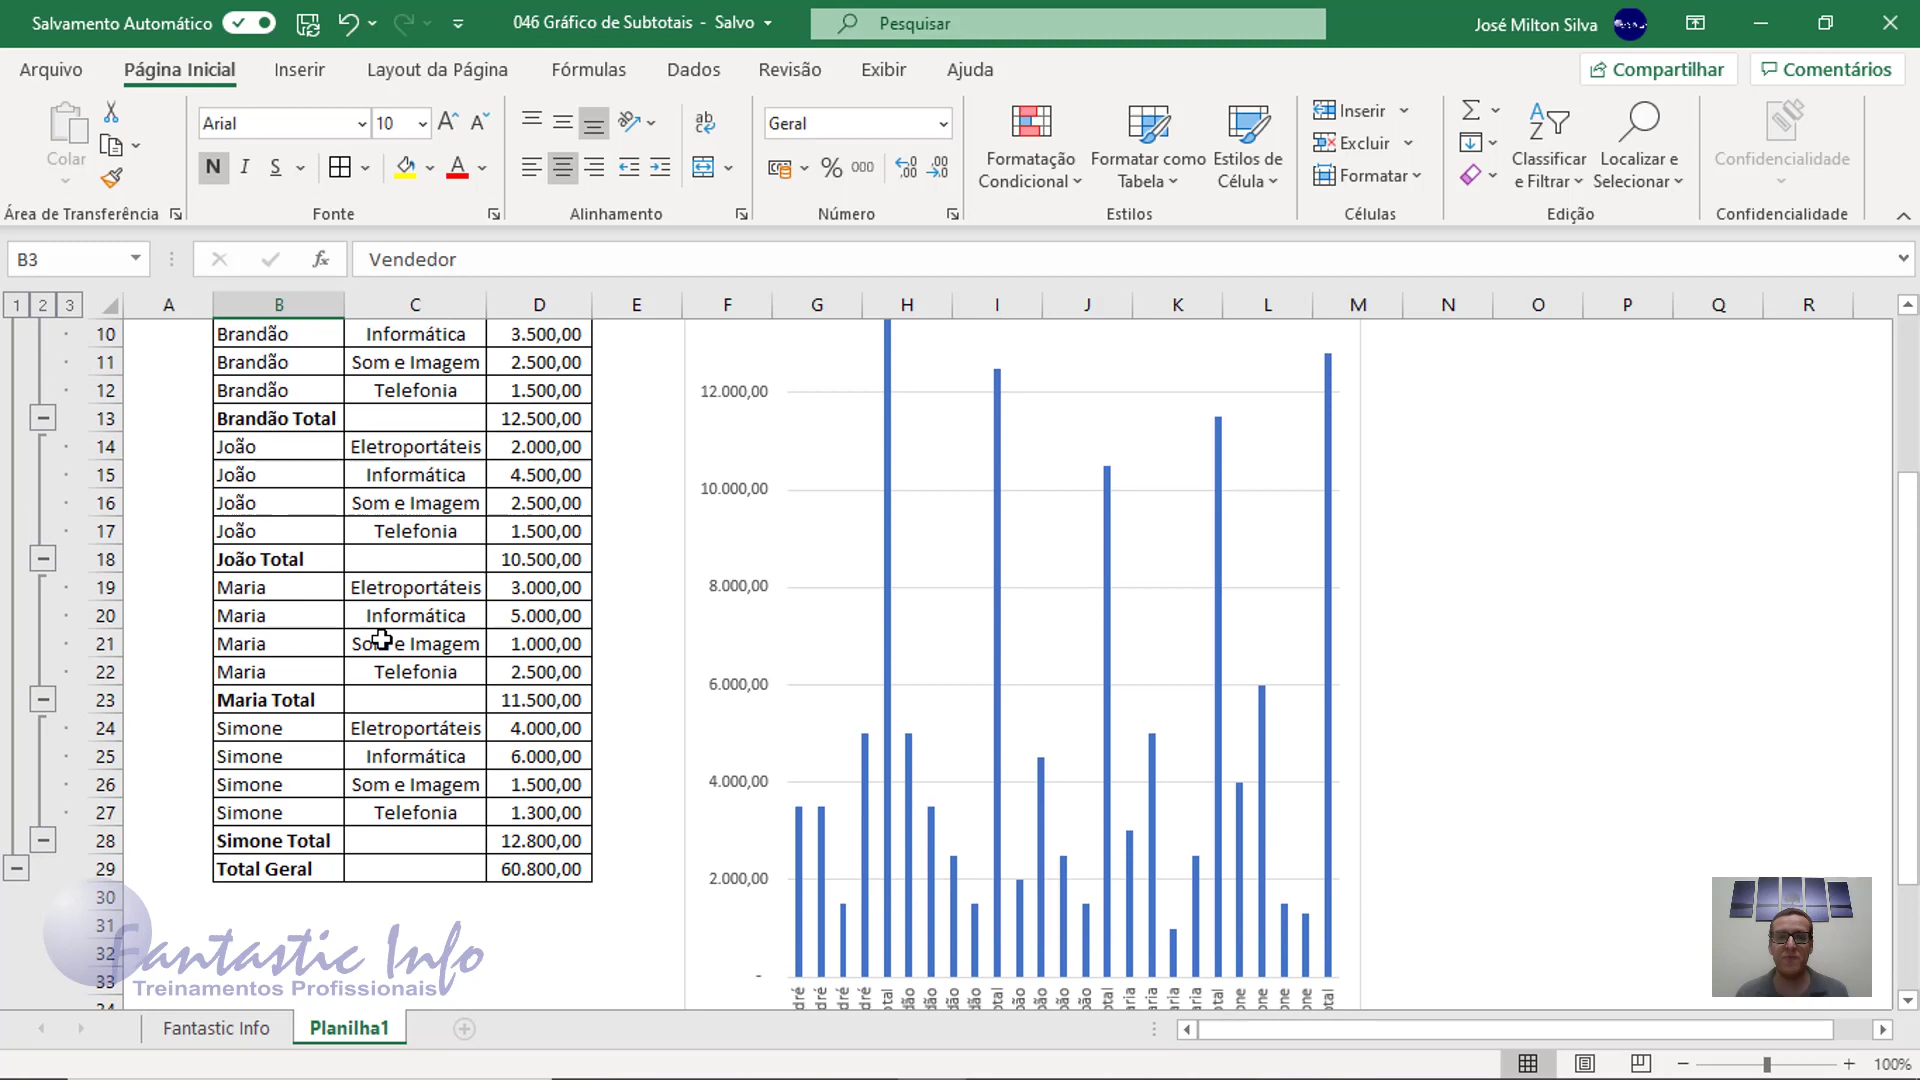 Salvamento Automático
046 Gráfico de Subtotais - Salvo
Pesquisar
José Milton Silva
Arquivo Página Inicial Inserir Layout da Página Fórmulas Dados Revisão Exibir Ajuda
Compartilhar Comentários
Colar
Área de Transferência
Arial 10
N I S
Fonte
ab
Alinhamento
Geral
% 000
Número
Formatação Condicional
Formatar como Tabela
Estilos de Célula
Estilos
Inserir
Excluir
Formatar
Células
Classificar e Filtrar
Localizar e Selecionar
Edição
Confidencialidade
Confidencialidade
B3 fx Vendedor
1 2 3 A B C D E F G H I J K L M N O P Q R
10 Brandão Informática 3.500,00
11 Brandão Som e Imagem 2.500,00
12 Brandão Telefonia 1.500,00
13 Brandão Total 12.500,00
14 João Eletroportáteis 2.000,00
15 João Informática 4.500,00
16 João Som e Imagem 2.500,00
17 João Telefonia 1.500,00
18 João Total 10.500,00
19 Maria Eletroportáteis 3.000,00
20 Maria Informática 5.000,00
21 Maria Som e Imagem 1.000,00
22 Maria Telefonia 2.500,00
23 Maria Total 11.500,00
24 Simone Eletroportáteis 4.000,00
25 Simone Informática 6.000,00
26 Simone Som e Imagem 1.500,00
27 Simone Telefonia 1.300,00
28 Simone Total 12.800,00
29 Total Geral 60.800,00
30
31
32
33
12.000,00
10.000,00
8.000,00
6.000,00
4.000,00
2.000,00
-
Fantastic Info
Treinamentos Profissionais
Fantastic Info Planilha1
100%